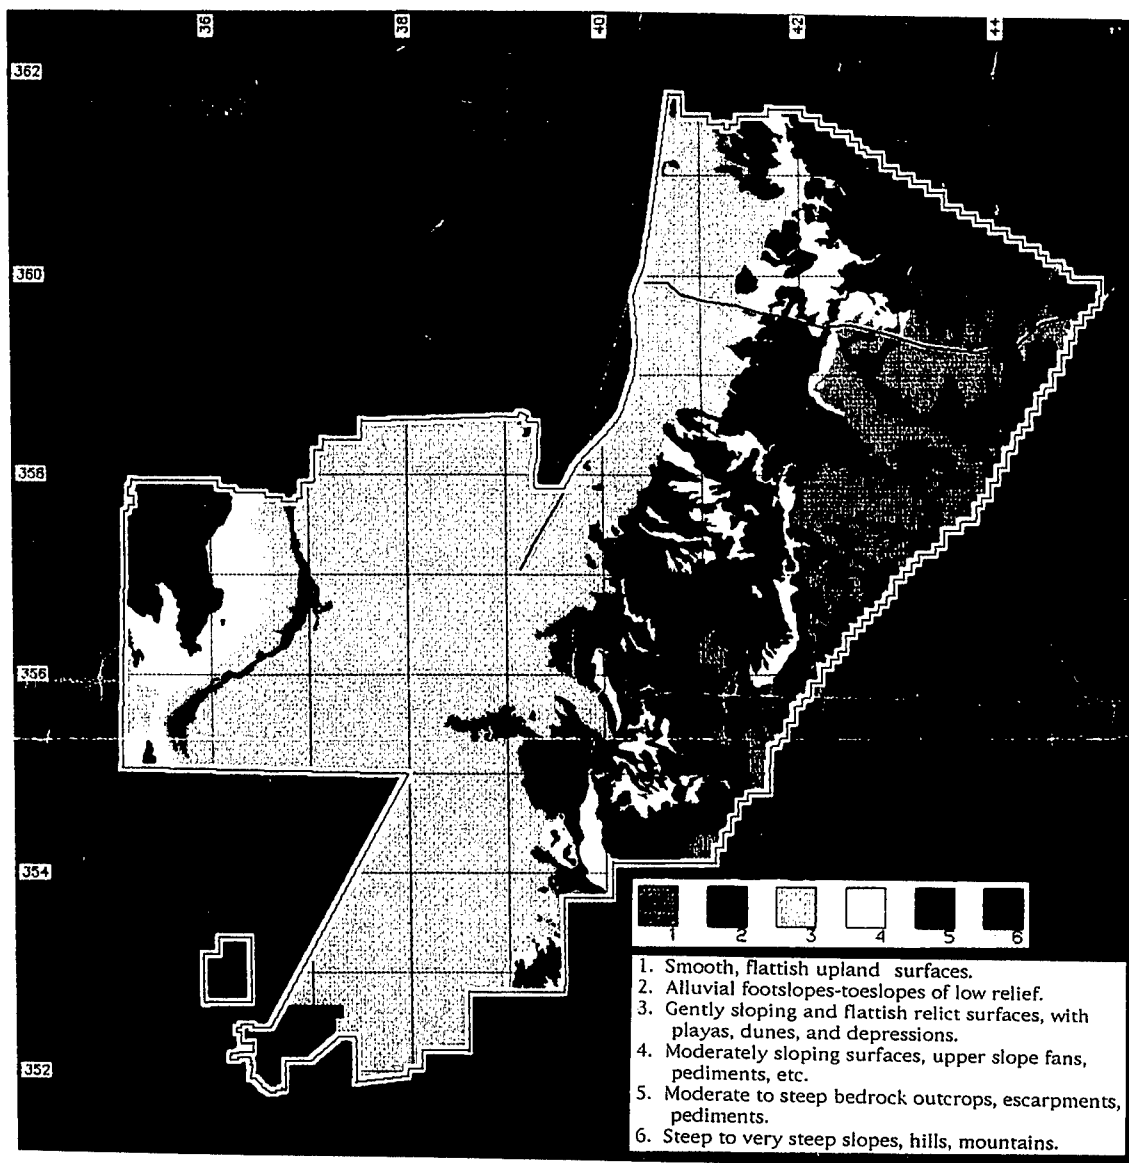 36 38 40 42 44
362
360
358
356
354
352
1 2 3 4 5 6
1. Smooth, flattish upland surfaces.
2. Alluvial footslopes-toeslopes of low relief.
3. Gently sloping and flattish relict surfaces, with
playas, dunes, and depressions.
4. Moderately sloping surfaces, upper slope fans,
pediments, etc.
5. Moderate to steep bedrock outcrops, escarpments,
pediments.
6. Steep to very steep slopes, hills, mountains.